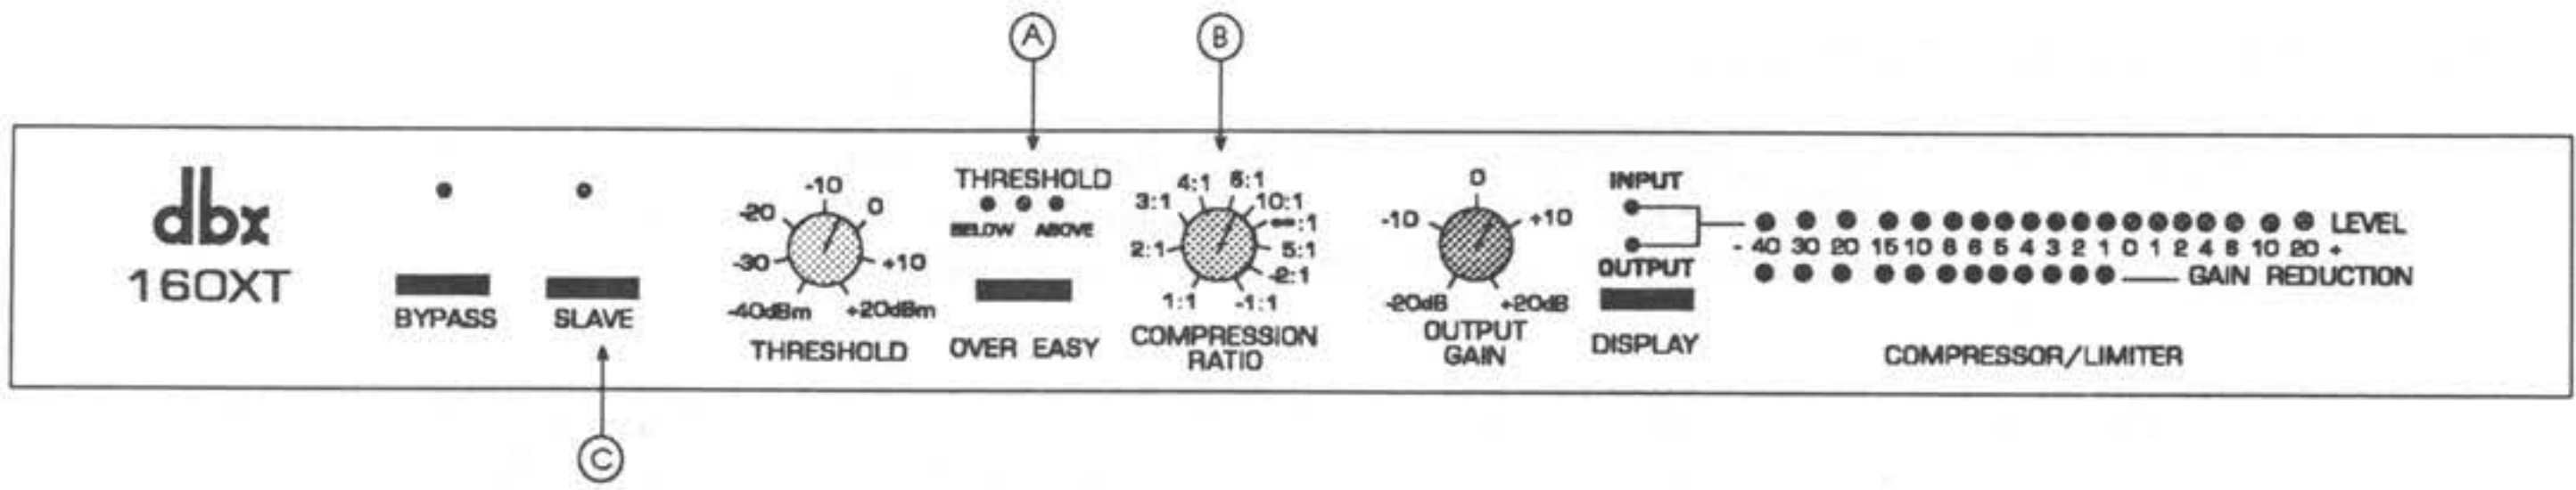 A
B
dbx
160XT
BYPASS
SLAVE
-10
-20
0
-30
+10
-40dBm
+20dBm
THRESHOLD
THRESHOLD
BELOW ABOVE
OVER EASY
4:1
6:1
3:1
10:1
∞:1
2:1
5:1
-2:1
1:1
-1:1
COMPRESSION
RATIO
0
-10
+10
-20dB
+20dB
OUTPUT
GAIN
INPUT
OUTPUT
DISPLAY
LEVEL
- 40 30 20 15 10 8 6 5 4 3 2 1 0 1 2 4 6 10 20 +
GAIN REDUCTION
COMPRESSOR/LIMITER
C